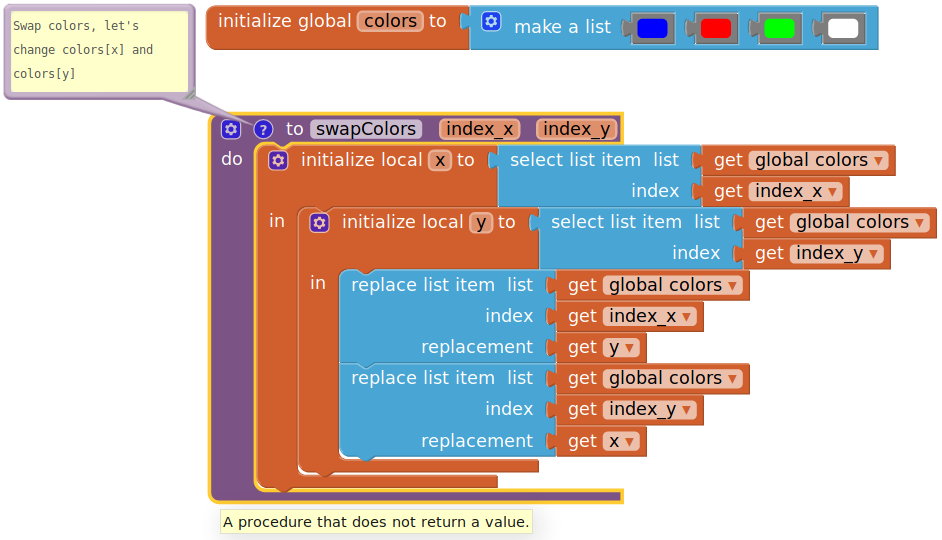 Swap colors, let's
change colors[x] and
colors[y]
initialize global colors to make a list
? to swapColors index_x index_y
do initialize local x to select list item list get global colors
index get index_x
in initialize local y to select list item list get global colors
index get index_y
in replace list item list get global colors
index get index_x
replacement get y
replace list item list get global colors
index get index_y
replacement get x
A procedure that does not return a value.